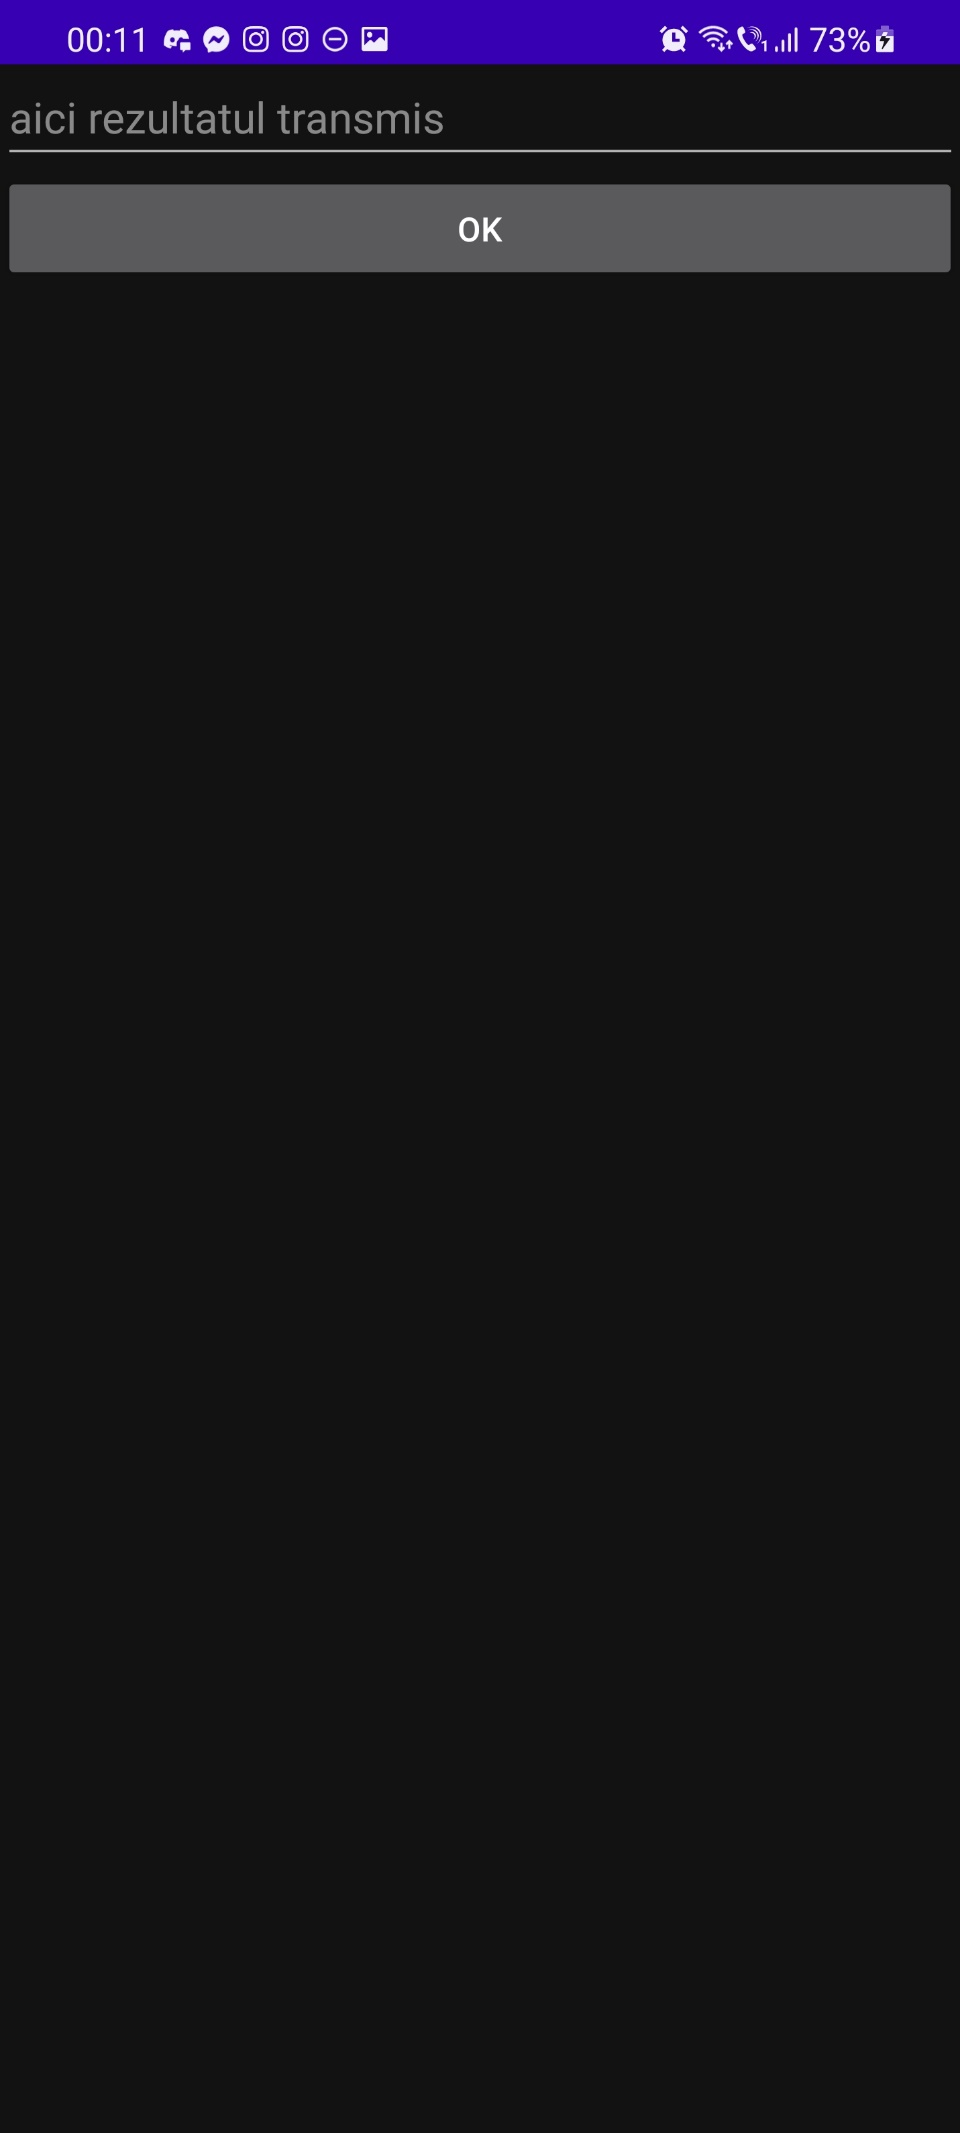 00:11 73%
aici rezultatul transmis
OK